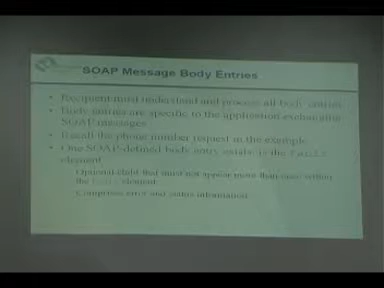 SOAP Message Body Entries
• Recipient must understand and process all body entries
• Body entries are specific to the application exchanging
SOAP messages
• Recall the phone number request in the example
• One SOAP-defined body entry exists: is the Fault
element
Optional child that must not appear more than once within
the Body element
Comprises error and status information